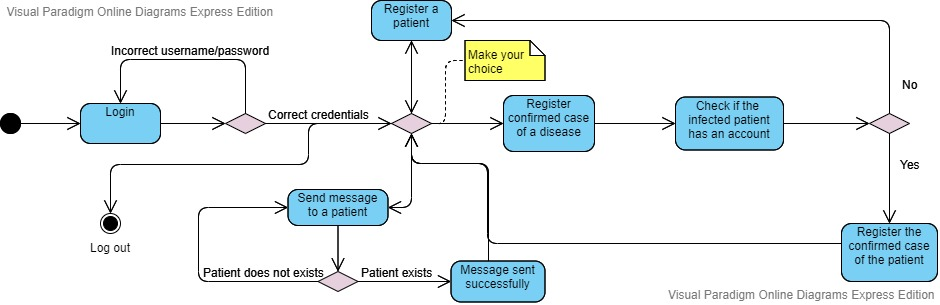 Visual Paradigm Online Diagrams Express Edition
Register a
patient
Incorrect username/password
Make your
choice
No
Login
Correct credentials
Register
confirmed case
of a disease
Check if the
infected patient
has an account
Yes
Send message
to a patient
Log out
Register the
confirmed case
of the patient
Patient does not exists
Patient exists
Message sent
successfully
Visual Paradigm Online Diagrams Express Edition